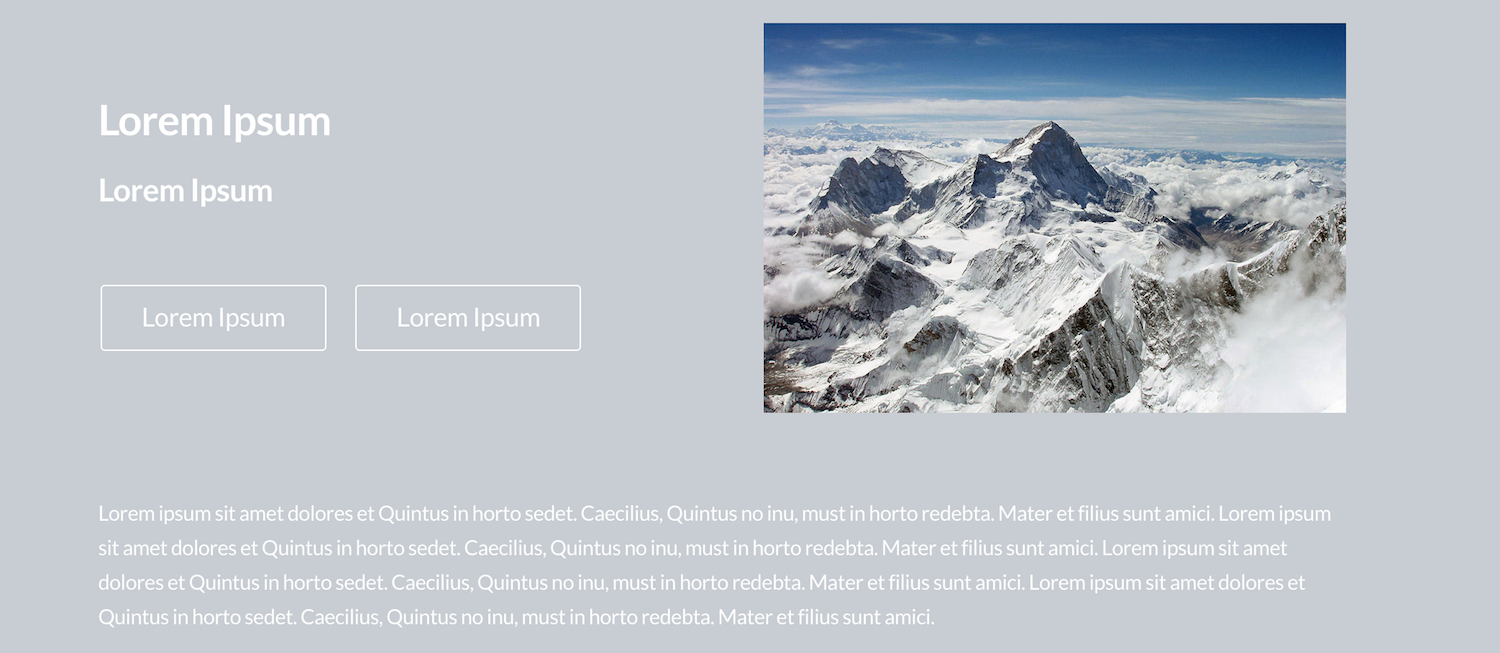 Lorem Ipsum
Lorem Ipsum
Lorem Ipsum
Lorem Ipsum
Lorem ipsum sit amet dolores et Quintus in horto sedet. Caecilius, Quintus no inu, must in horto redebta. Mater et filius sunt amici. Lorem ipsum
sit amet dolores et Quintus in horto sedet. Caecilius, Quintus no inu, must in horto redebta. Mater et filius sunt amici. Lorem ipsum sit amet
dolores et Quintus in horto sedet. Caecilius, Quintus no inu, must in horto redebta. Mater et filius sunt amici. Lorem ipsum sit amet dolores et
Quintus in horto sedet. Caecilius, Quintus no inu, must in horto redebta. Mater et filius sunt amici.